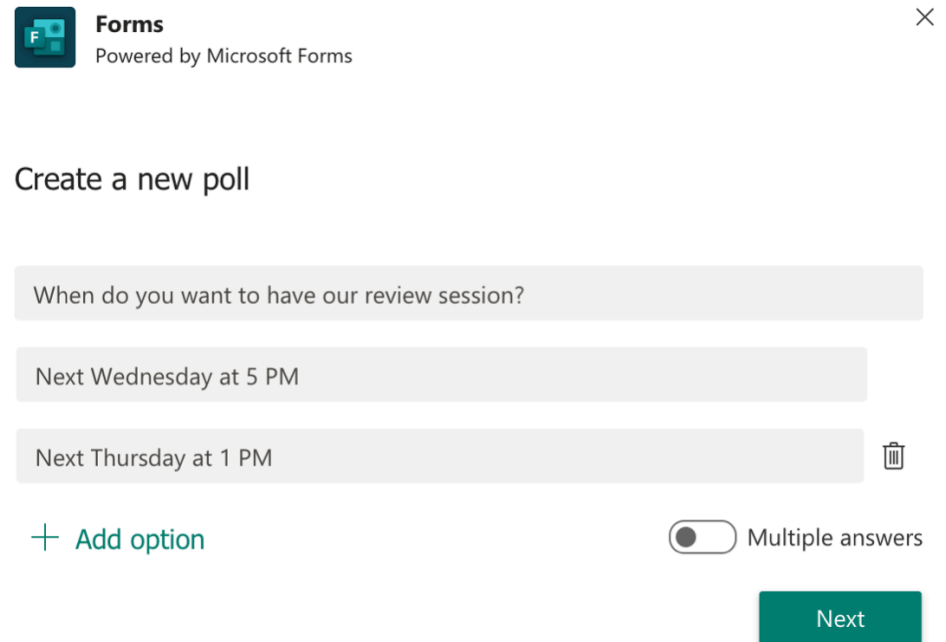 F
Forms
Powered by Microsoft Forms
Create a new poll
When do you want to have our review session?
Next Wednesday at 5 PM
Next Thursday at 1 PM
Add option
Multiple answers
Next